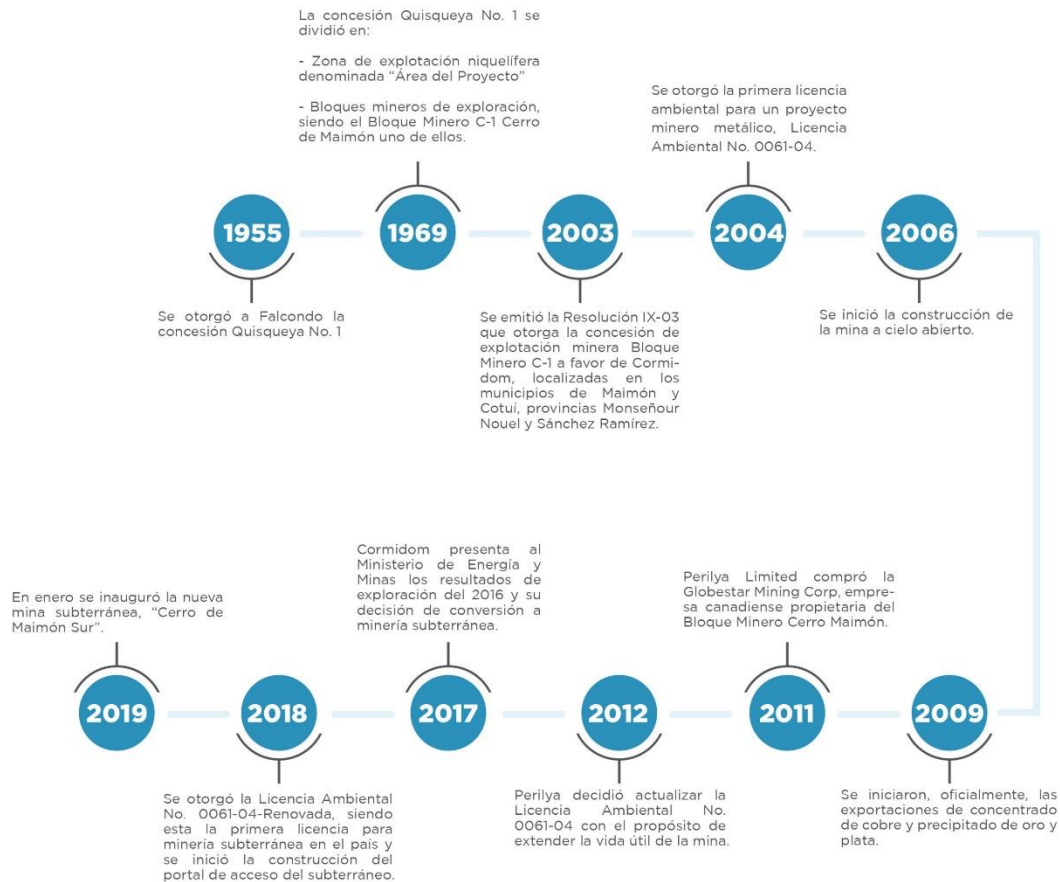 La concesión Quisqueya No. 1 se
dividió en:
- Zona de explotación niquelífera
denominada “Área del Proyecto”
- Bloques mineros de exploración,
siendo el Bloque Minero C-1 Cerro
de Maimón uno de ellos.
Se otorgó la primera licencia
ambiental para un proyecto
minero metálico, Licencia
Ambiental No. 0061-04.
1955
1969
2003
2004
2006
Se otorgó a Falcondo la
concesión Quisqueya No. 1
Se emitió la Resolución IX-03
que otorga la concesión de
explotación minera Bloque
Minero C-1 a favor de Cormi-
dom, localizadas en los
municipios de Maimón y
Cotuí, provincias Monseñour
Nouel y Sánchez Ramírez.
Se inició la construcción de
la mina a cielo abierto.
En enero se inauguró la nueva
mina subterránea, “Cerro de
Maimón Sur”.
Cormidom presenta al
Ministerio de Energía y
Minas los resultados de
exploración del 2016 y su
decisión de conversión a
minería subterránea.
Perilya Limited compró la
Globestar Mining Corp, empre-
sa canadiense propietaria del
Bloque Minero Cerro Maimón.
2019
2018
2017
2012
2011
2009
Se otorgó la Licencia Ambiental
No. 0061-04-Renovada, siendo
esta la primera licencia para
minería subterránea en el país y
se inició la construcción del
portal de acceso del subterráneo.
Perilya decidió actualizar la
Licencia Ambiental No.
0061-04 con el propósito de
extender la vida útil de la mina.
Se iniciaron, oficialmente, las
exportaciones de concentrado
de cobre y precipitado de oro y
plata.